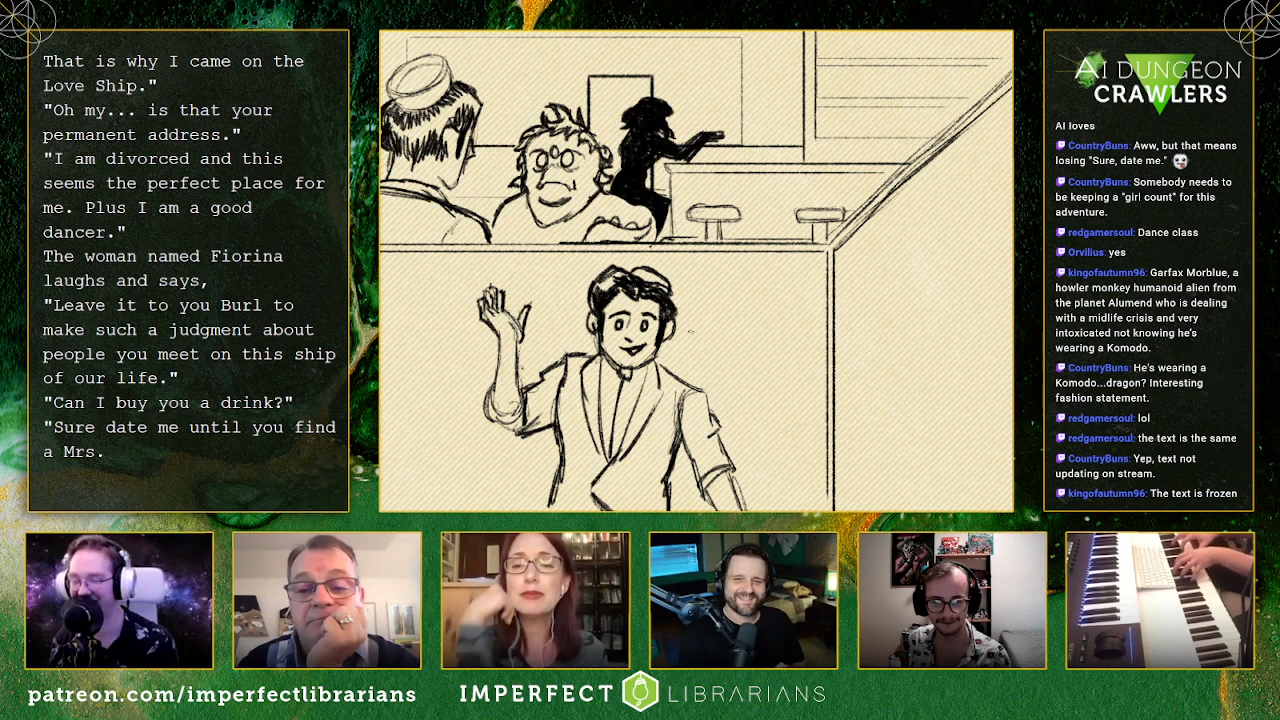 That is why I came on the
Love Ship."
"Oh my... is that your
permanent address."
"I am divorced and this
seems the perfect place for
me. Plus I am a good
dancer."
The woman named Fiorina
laughs and says,
"Leave it to you Burl to
make such a judgment about
people you meet on this ship
of our life."
"Can I buy you a drink?"
"Sure date me until you find
a Mrs.
AI DUNGEON
CRAWLERS
AI loves
CountryBuns: Aww, but that means
losing "Sure, date me." 👻
CountryBuns: Somebody needs to
be keeping a "girl count" for this
adventure.
redgamersoul: Dance class
Orvilius: yes
kingofautumn96: Garfax Morblue, a
howler monkey humanoid alien from
the planet Alumend who is dealing
with a midlife crisis and very
intoxicated not knowing he's
wearing a Komodo.
CountryBuns: He's wearing a
Komodo...dragon? Interesting
fashion statement.
redgamersoul: lol
redgamersoul: the text is the same
CountryBuns: Yep, text not
updating on stream.
kingofautumn96: The text is frozen
patreon.com/imperfectlibrarians
IMPERFECT LIBRARIANS